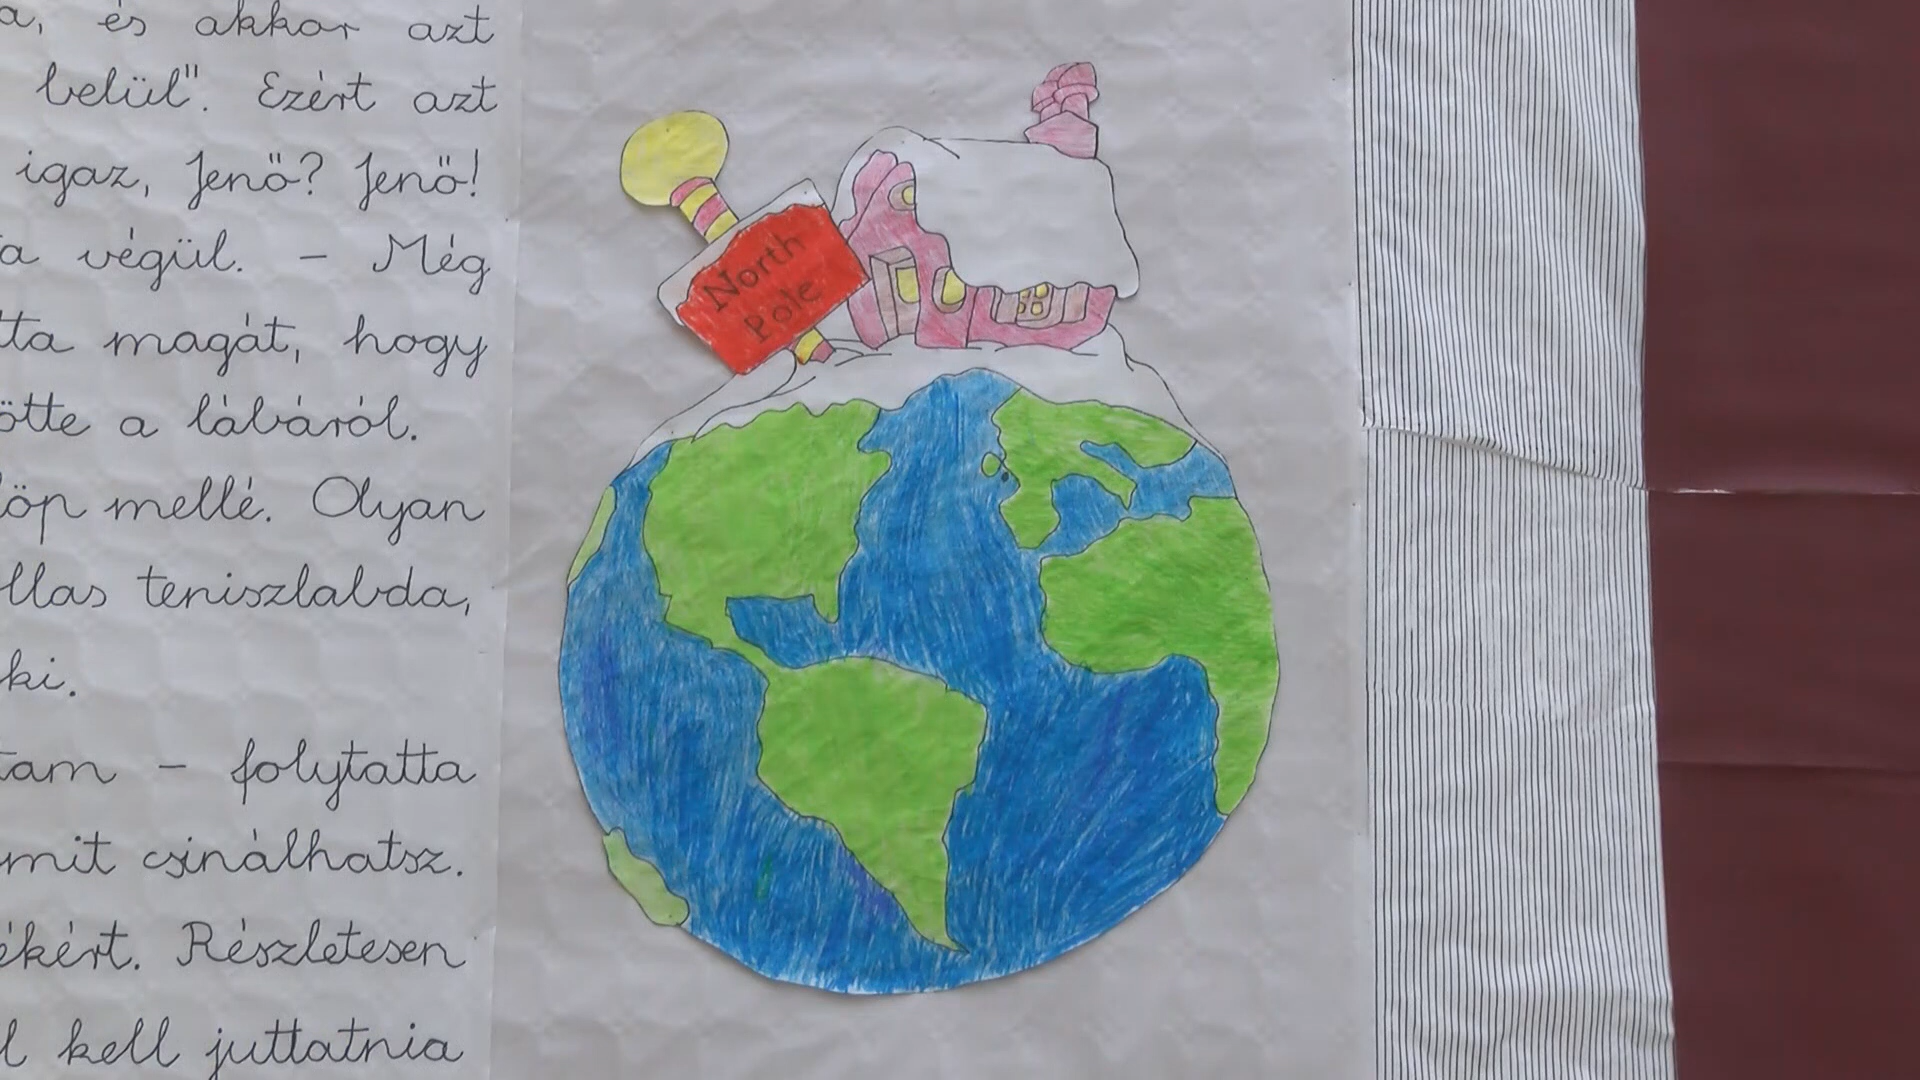 a, és akkor azt
belül". Ezért azt
igaz, Jenő? Jenő!
a végül. – Még
tta magát, hogy
ötte a lábáról.
löp mellé. Olyan
llas teniszlabda,
ki.
tam – folytatta
mit csinálhatsz.
ékért. Részletesen
l kell juttatnia
North
Pole